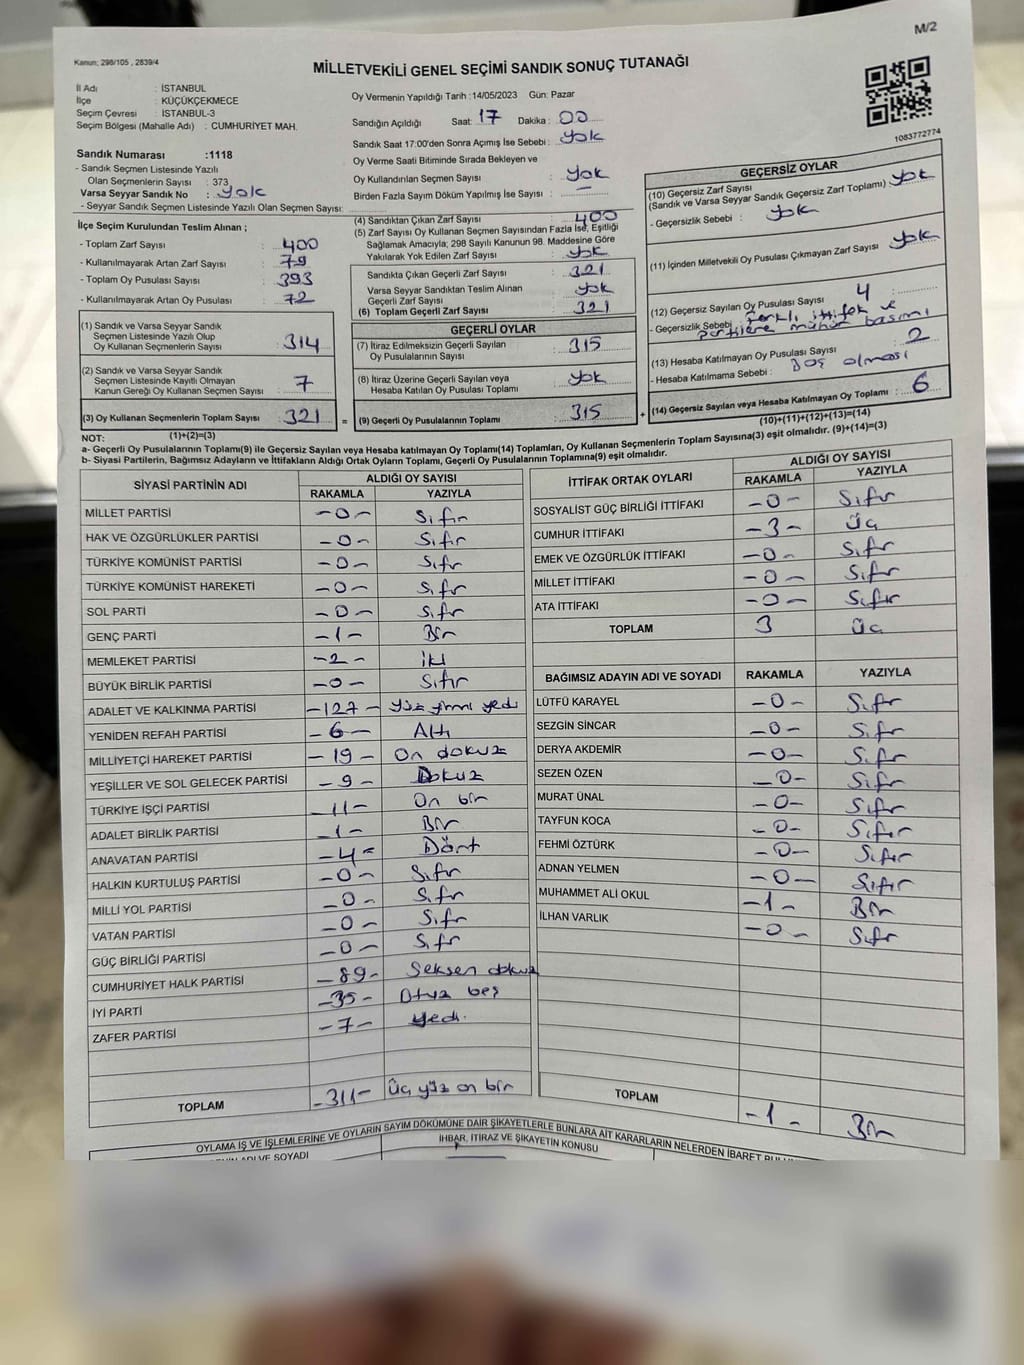 M/2
Kanun; 298/105 , 2839/4
MİLLETVEKİLİ GENEL SEÇİMİ SANDIK SONUÇ TUTANAĞI
1083772774
İl Adı : İSTANBUL
İlçe : KÜÇÜKÇEKMECE
Seçim Çevresi : İSTANBUL-3
Seçim Bölgesi (Mahalle Adı) : CUMHURİYET MAH.
Sandık Numarası :1118
- Sandık Seçmen Listesinde Yazılı
Olan Seçmenlerin Sayısı : 373
Varsa Seyyar Sandık No : Yok
- Seyyar Sandık Seçmen Listesinde Yazılı Olan Seçmen Sayısı:
İlçe Seçim Kurulundan Teslim Alınan ;
- Toplam Zarf Sayısı : 400
- Kullanılmayarak Artan Zarf Sayısı : 79
- Toplam Oy Pusulası Sayısı : 393
- Kullanılmayarak Artan Oy Pusulası : 72
(1) Sandık ve Varsa Seyyar Sandık
Seçmen Listesinde Yazılı Olup
Oy Kullanan Seçmenlerin Sayısı : 314
(2) Sandık ve Varsa Seyyar Sandık
Seçmen Listesinde Kayıtlı Olmayan
Kanun Gereği Oy Kullanan Seçmen Sayısı : 7
(3) Oy Kullanan Seçmenlerin Toplam Sayısı : 321 =
(1)+(2)=(3)
Oy Vermenin Yapıldığı Tarih :14/05/2023 Gün: Pazar
Sandığın Açıldığı Saat: 17 Dakika : 00
Sandık Saat 17:00'den Sonra Açılmış İse Sebebi : Yok
Oy Verme Saati Bitiminde Sırada Bekleyen ve
Oy Kullandırılan Seçmen Sayısı : Yok
Birden Fazla Sayım Döküm Yapılmış İse Sayısı : —
(4) Sandıktan Çıkan Zarf Sayısı : 400
(5) Zarf Sayısı Oy Kullanan Seçmen Sayısından Fazla İse, Eşitliği
Sağlamak Amacıyla; 298 Sayılı Kanunun 98. Maddesine Göre
Yakılarak Yok Edilen Zarf Sayısı : Yok
Sandıkta Çıkan Geçerli Zarf Sayısı : 321
Varsa Seyyar Sandıktan Teslim Alınan
Geçerli Zarf Sayısı : Yok
(6) Toplam Geçerli Zarf Sayısı : 321
GEÇERLİ OYLAR
(7) İtiraz Edilmeksizin Geçerli Sayılan
Oy Pusulalarının Sayısı : 315
(8) İtiraz Üzerine Geçerli Sayılan veya
Hesaba Katılan Oy Pusulası Toplamı : Yok
(9) Geçerli Oy Pusulalarının Toplamı : 315 +
GEÇERSİZ OYLAR
(10) Geçersiz Zarf Sayısı
(Sandık ve Varsa Seyyar Sandık Geçersiz Zarf Toplamı) : Yok
- Geçersizlik Sebebi : Yok
(11) İçinden Milletvekili Oy Pusulası Çıkmayan Zarf Sayısı : Yok
(12) Geçersiz Sayılan Oy Pusulası Sayısı : 4
- Geçersizlik Sebebi : Farklı ittifak ve
partilere mühür basımı
(13) Hesaba Katılmayan Oy Pusulası Sayısı : 2
- Hesaba Katılmama Sebebi : Boş olması
(14) Geçersiz Sayılan veya Hesaba Katılmayan Oy Toplamı : 6
(10)+(11)+(12)+(13)=(14)
NOT:
a- Geçerli Oy Pusulalarının Toplamı(9) ile Geçersiz Sayılan veya Hesaba katılmayan Oy Toplamı(14) Toplamları, Oy Kullanan Seçmenlerin Toplam Sayısına(3) eşit olmalıdır. (9)+(14)=(3)
b- Siyasi Partilerin, Bağımsız Adayların ve İttifakların Aldığı Ortak Oyların Toplamı, Geçerli Oy Pusulalarının Toplamına(9) eşit olmalıdır.
SİYASİ PARTİNİN ADI ALDIĞI OY SAYISI
RAKAMLA YAZIYLA
MİLLET PARTİSİ -0- Sıfır
HAK VE ÖZGÜRLÜKLER PARTİSİ -0- Sıfır
TÜRKİYE KOMÜNİST PARTİSİ -0- Sıfır
TÜRKİYE KOMÜNİST HAREKETİ -0- Sıfır
SOL PARTİ -0- Sıfır
GENÇ PARTİ -1- Bir
MEMLEKET PARTİSİ -2- iki
BÜYÜK BİRLİK PARTİSİ -0- Sıfır
ADALET VE KALKINMA PARTİSİ -127- Yüz yirmi yedi
YENİDEN REFAH PARTİSİ -6- Altı
MİLLİYETÇİ HAREKET PARTİSİ -19- On dokuz
YEŞİLLER VE SOL GELECEK PARTİSİ -9- Dokuz
TÜRKİYE İŞÇİ PARTİSİ -11- On bir
ADALET BİRLİK PARTİSİ -1- Bir
ANAVATAN PARTİSİ -4- Dört
HALKIN KURTULUŞ PARTİSİ -0- Sıfır
MİLLİ YOL PARTİSİ -0- Sıfır
VATAN PARTİSİ -0- Sıfır
GÜÇ BİRLİĞİ PARTİSİ -0- Sıfır
CUMHURİYET HALK PARTİSİ -89- Seksen dokuz
İYİ PARTİ -35- Otuz beş
ZAFER PARTİSİ -7- yedi.
TOPLAM -311- Üç yüz on bir
İTTİFAK ORTAK OYLARI ALDIĞI OY SAYISI
RAKAMLA YAZIYLA
SOSYALİST GÜÇ BİRLİĞİ İTTİFAKI -0- Sıfır
CUMHUR İTTİFAKI -3- Üç
EMEK VE ÖZGÜRLÜK İTTİFAKI -0- Sıfır
MİLLET İTTİFAKI -0- Sıfır
ATA İTTİFAKI -0- Sıfır
TOPLAM 3 Üç
BAĞIMSIZ ADAYIN ADI VE SOYADI RAKAMLA YAZIYLA
LÜTFÜ KARAYEL -0- Sıfır
SEZGİN SİNCAR -0- Sıfır
DERYA AKDEMİR -0- Sıfır
SEZEN ÖZEN -0- Sıfır
MURAT ÜNAL -0- Sıfır
TAYFUN KOCA -0- Sıfır
FEHMİ ÖZTÜRK -0- Sıfır
ADNAN YELMEN -0- Sıfır
MUHAMMET ALİ OKUL -1- Bir
İLHAN VARLIK -0- Sıfır
TOPLAM -1- Bir
OYLAMA İŞ VE İŞLEMLERİNE VE OYLARIN SAYIM DÖKÜMÜNE DAİR ŞİKAYETLERLE BUNLARA AİT KARARLARIN NELERDEN İBARET
ADI VE SOYADI İHBAR, İTİRAZ VE ŞİKAYETİN KONUSU